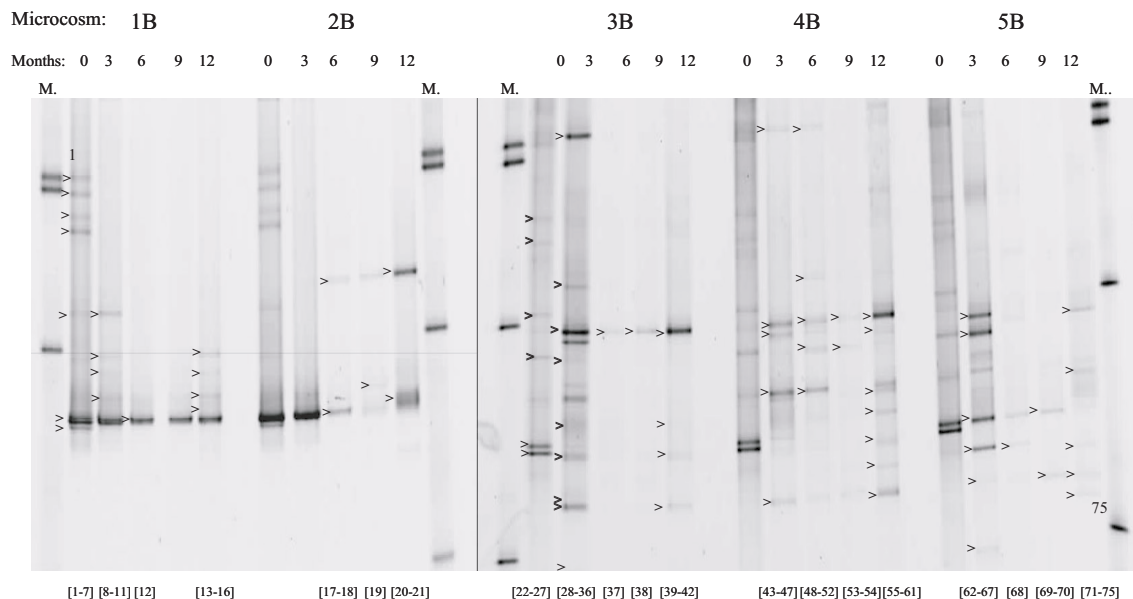 Microcosm: 1B 2B 3B 4B 5B
Months: 0 3 6 9 12 0 3 6 9 12 0 3 6 9 12 0 3 6 9 12 0 3 6 9 12
M. M. M. M..
1
75
[1-7] [8-11] [12] [13-16] [17-18] [19] [20-21] [22-27] [28-36] [37] [38] [39-42] [43-47] [48-52] [53-54] [55-61] [62-67] [68] [69-70] [71-75]